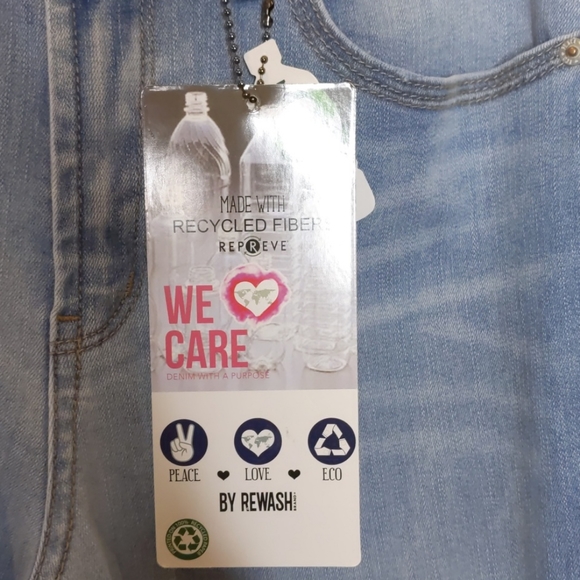 MADE WITH
RECYCLED FIBER
REPREVE
WE
CARE
DENIM WITH A PURPOSE
PEACE LOVE ECO
BY REWASH